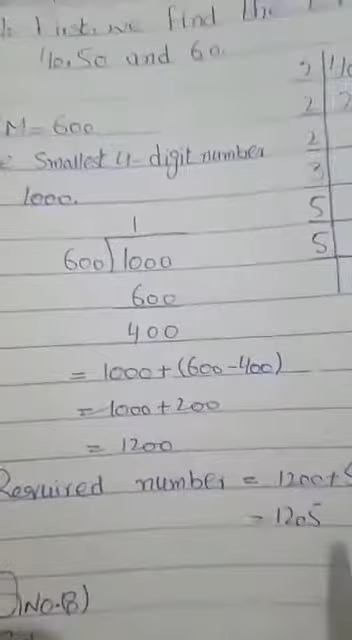 find the
40,50 and 60.
M=600
Smallest 4-digit number
1000.
1
600)1000
600
400
= 1000+(600-400)
= 1000+200
= 1200
Required number = 1200+5
= 1205
NO.(8)
2
2
2
3
5
5